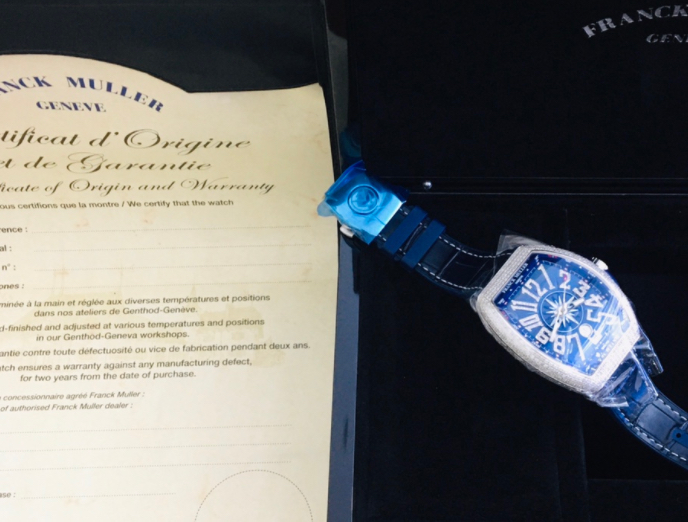 NCK MULLER
GENEVE
tificat d'Origine
et de Garantie
icate of Origin and Warranty
ous certifions que la montre / We certify that the watch
rence :
al :
n° :
ones :
minée à la main et réglée aux diverses températures et positions
dans nos ateliers de Genthod-Genève.
d-finished and adjusted at various temperatures and positions
in our Genthod-Geneva workshops.
antie contre toute défectuosité ou vice de fabrication pendant deux ans.
tch ensures a warranty against any manufacturing defect,
for two years from the date of purchase.
concessionaire agréé Franck Muller :
of authorised Franck Muller dealer :
ase :
FRANCK
GENE